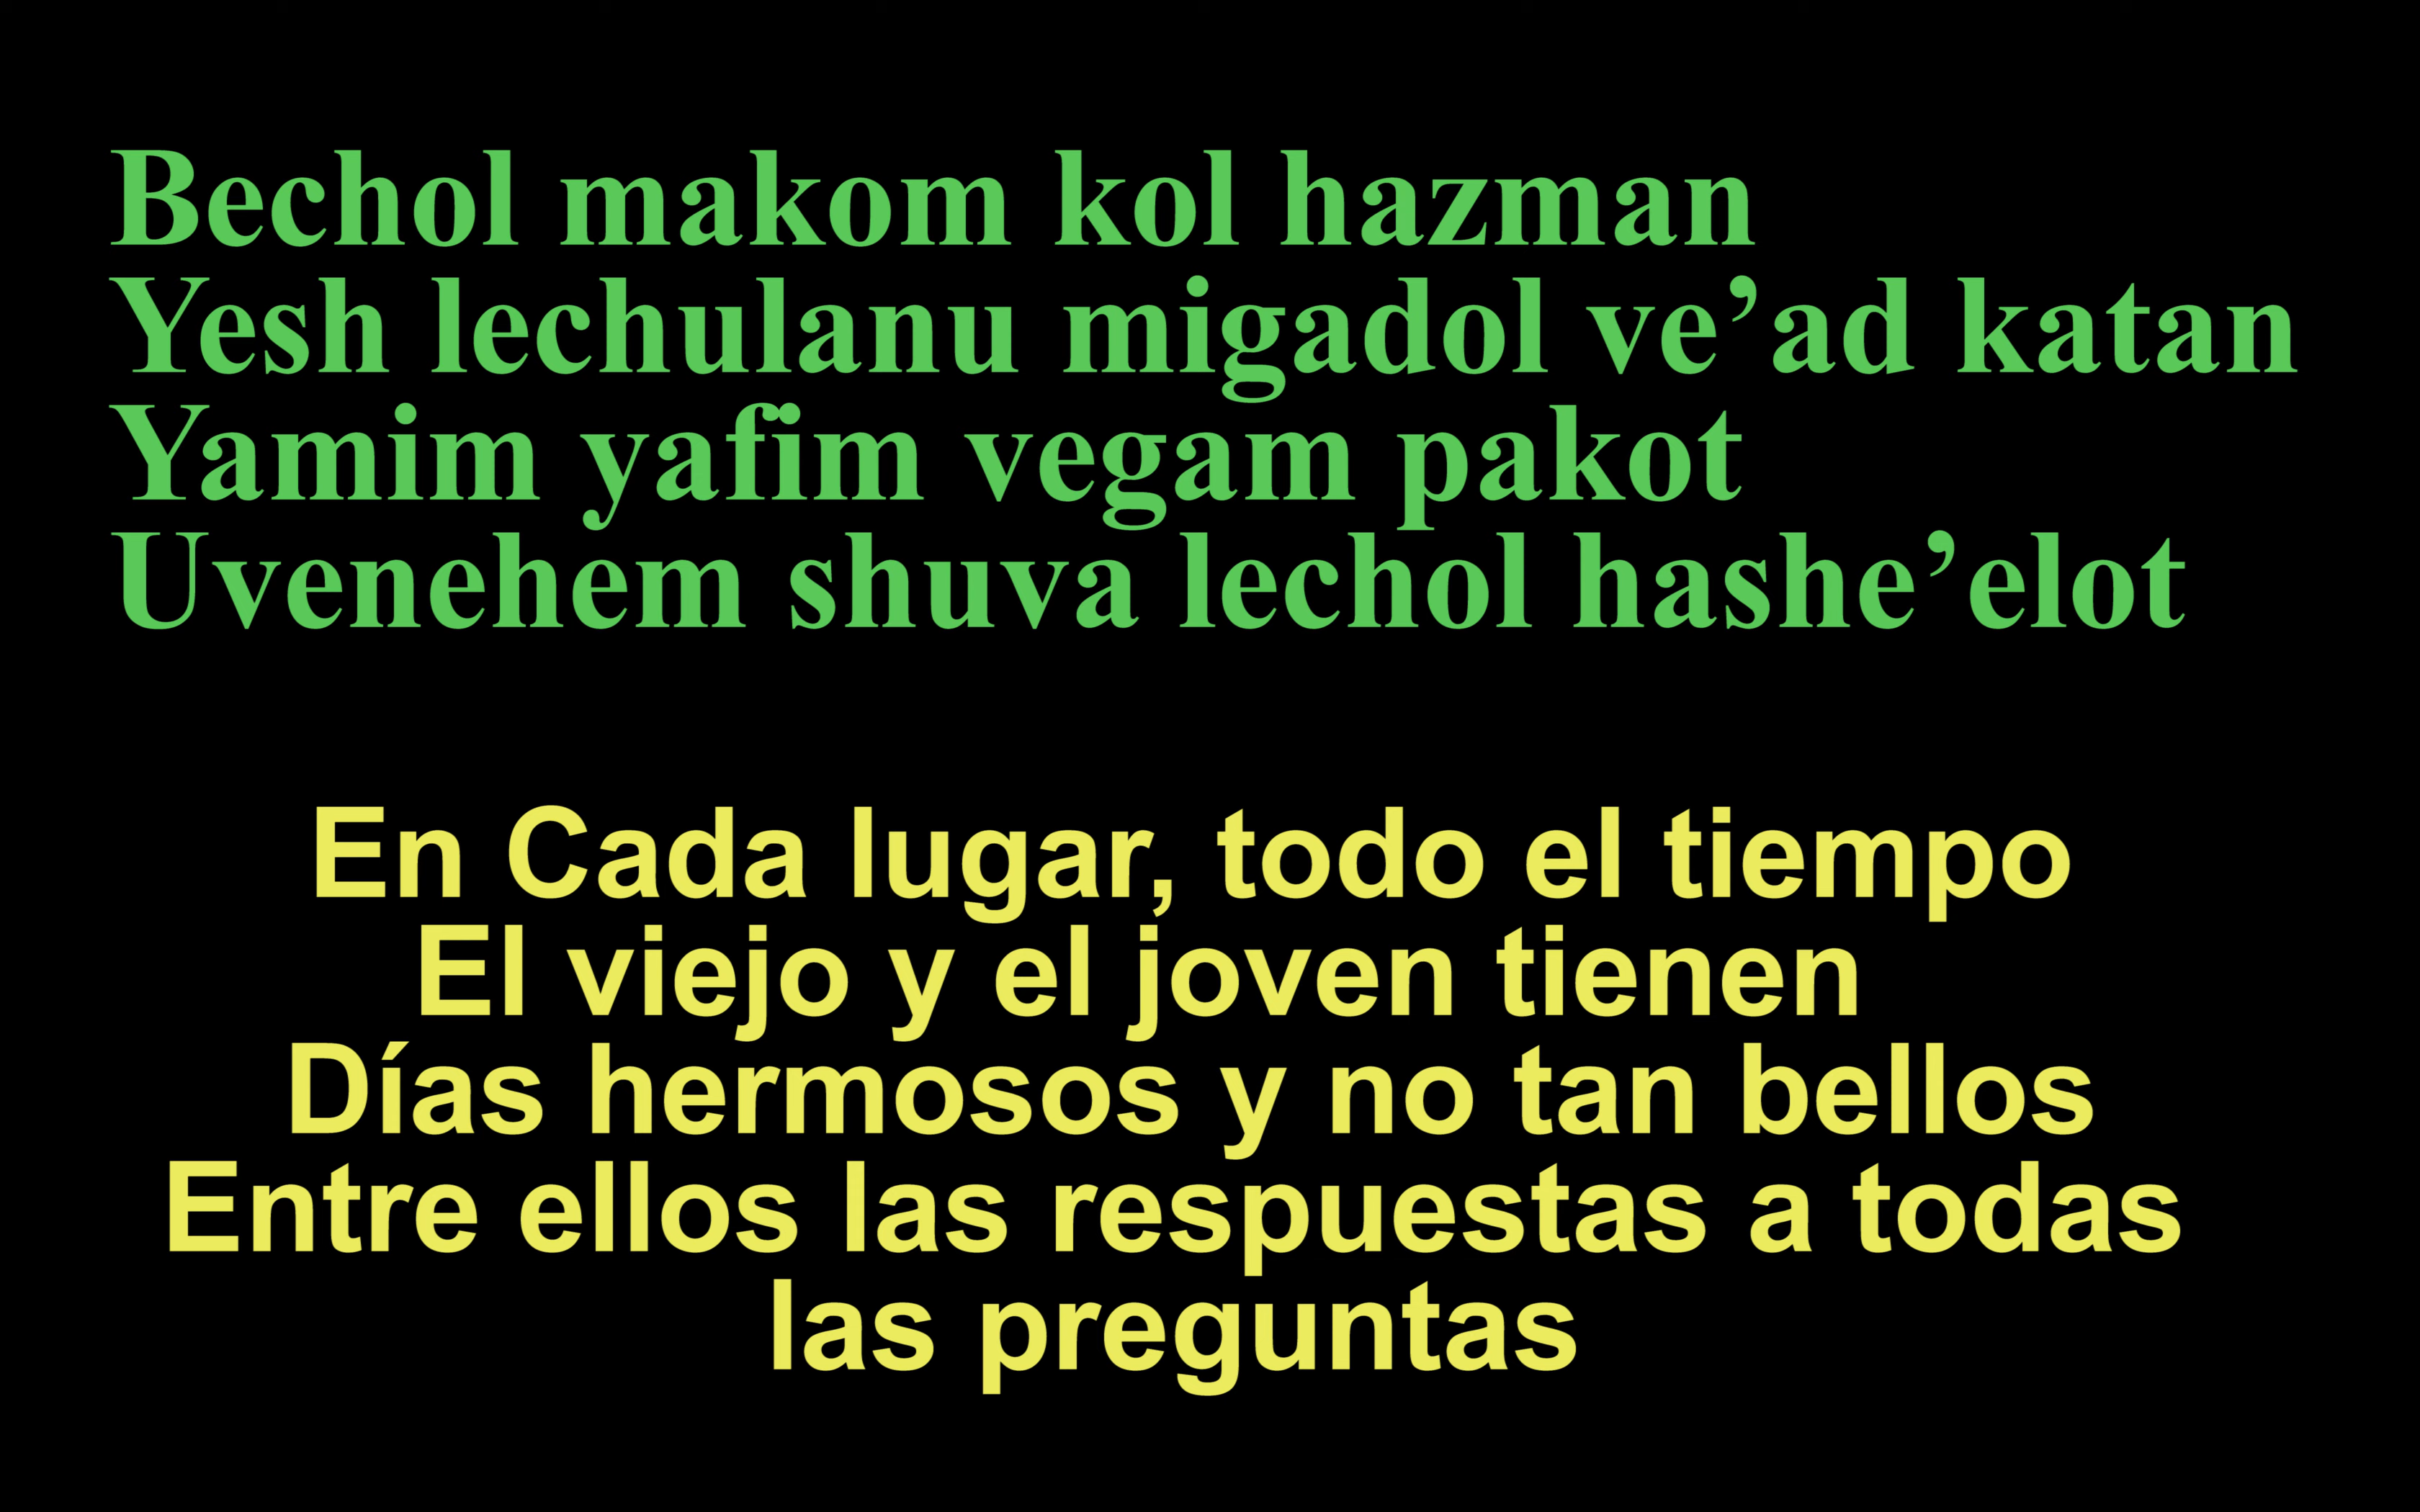 Bechol makom kol hazman
Yesh lechulanu migadol ve’ad katan
Yamim yafim vegam pakot
Uvenehem shuva lechol hashe’elot
En Cada lugar, todo el tiempo
El viejo y el joven tienen
Días hermosos y no tan bellos
Entre ellos las respuestas a todas
las preguntas